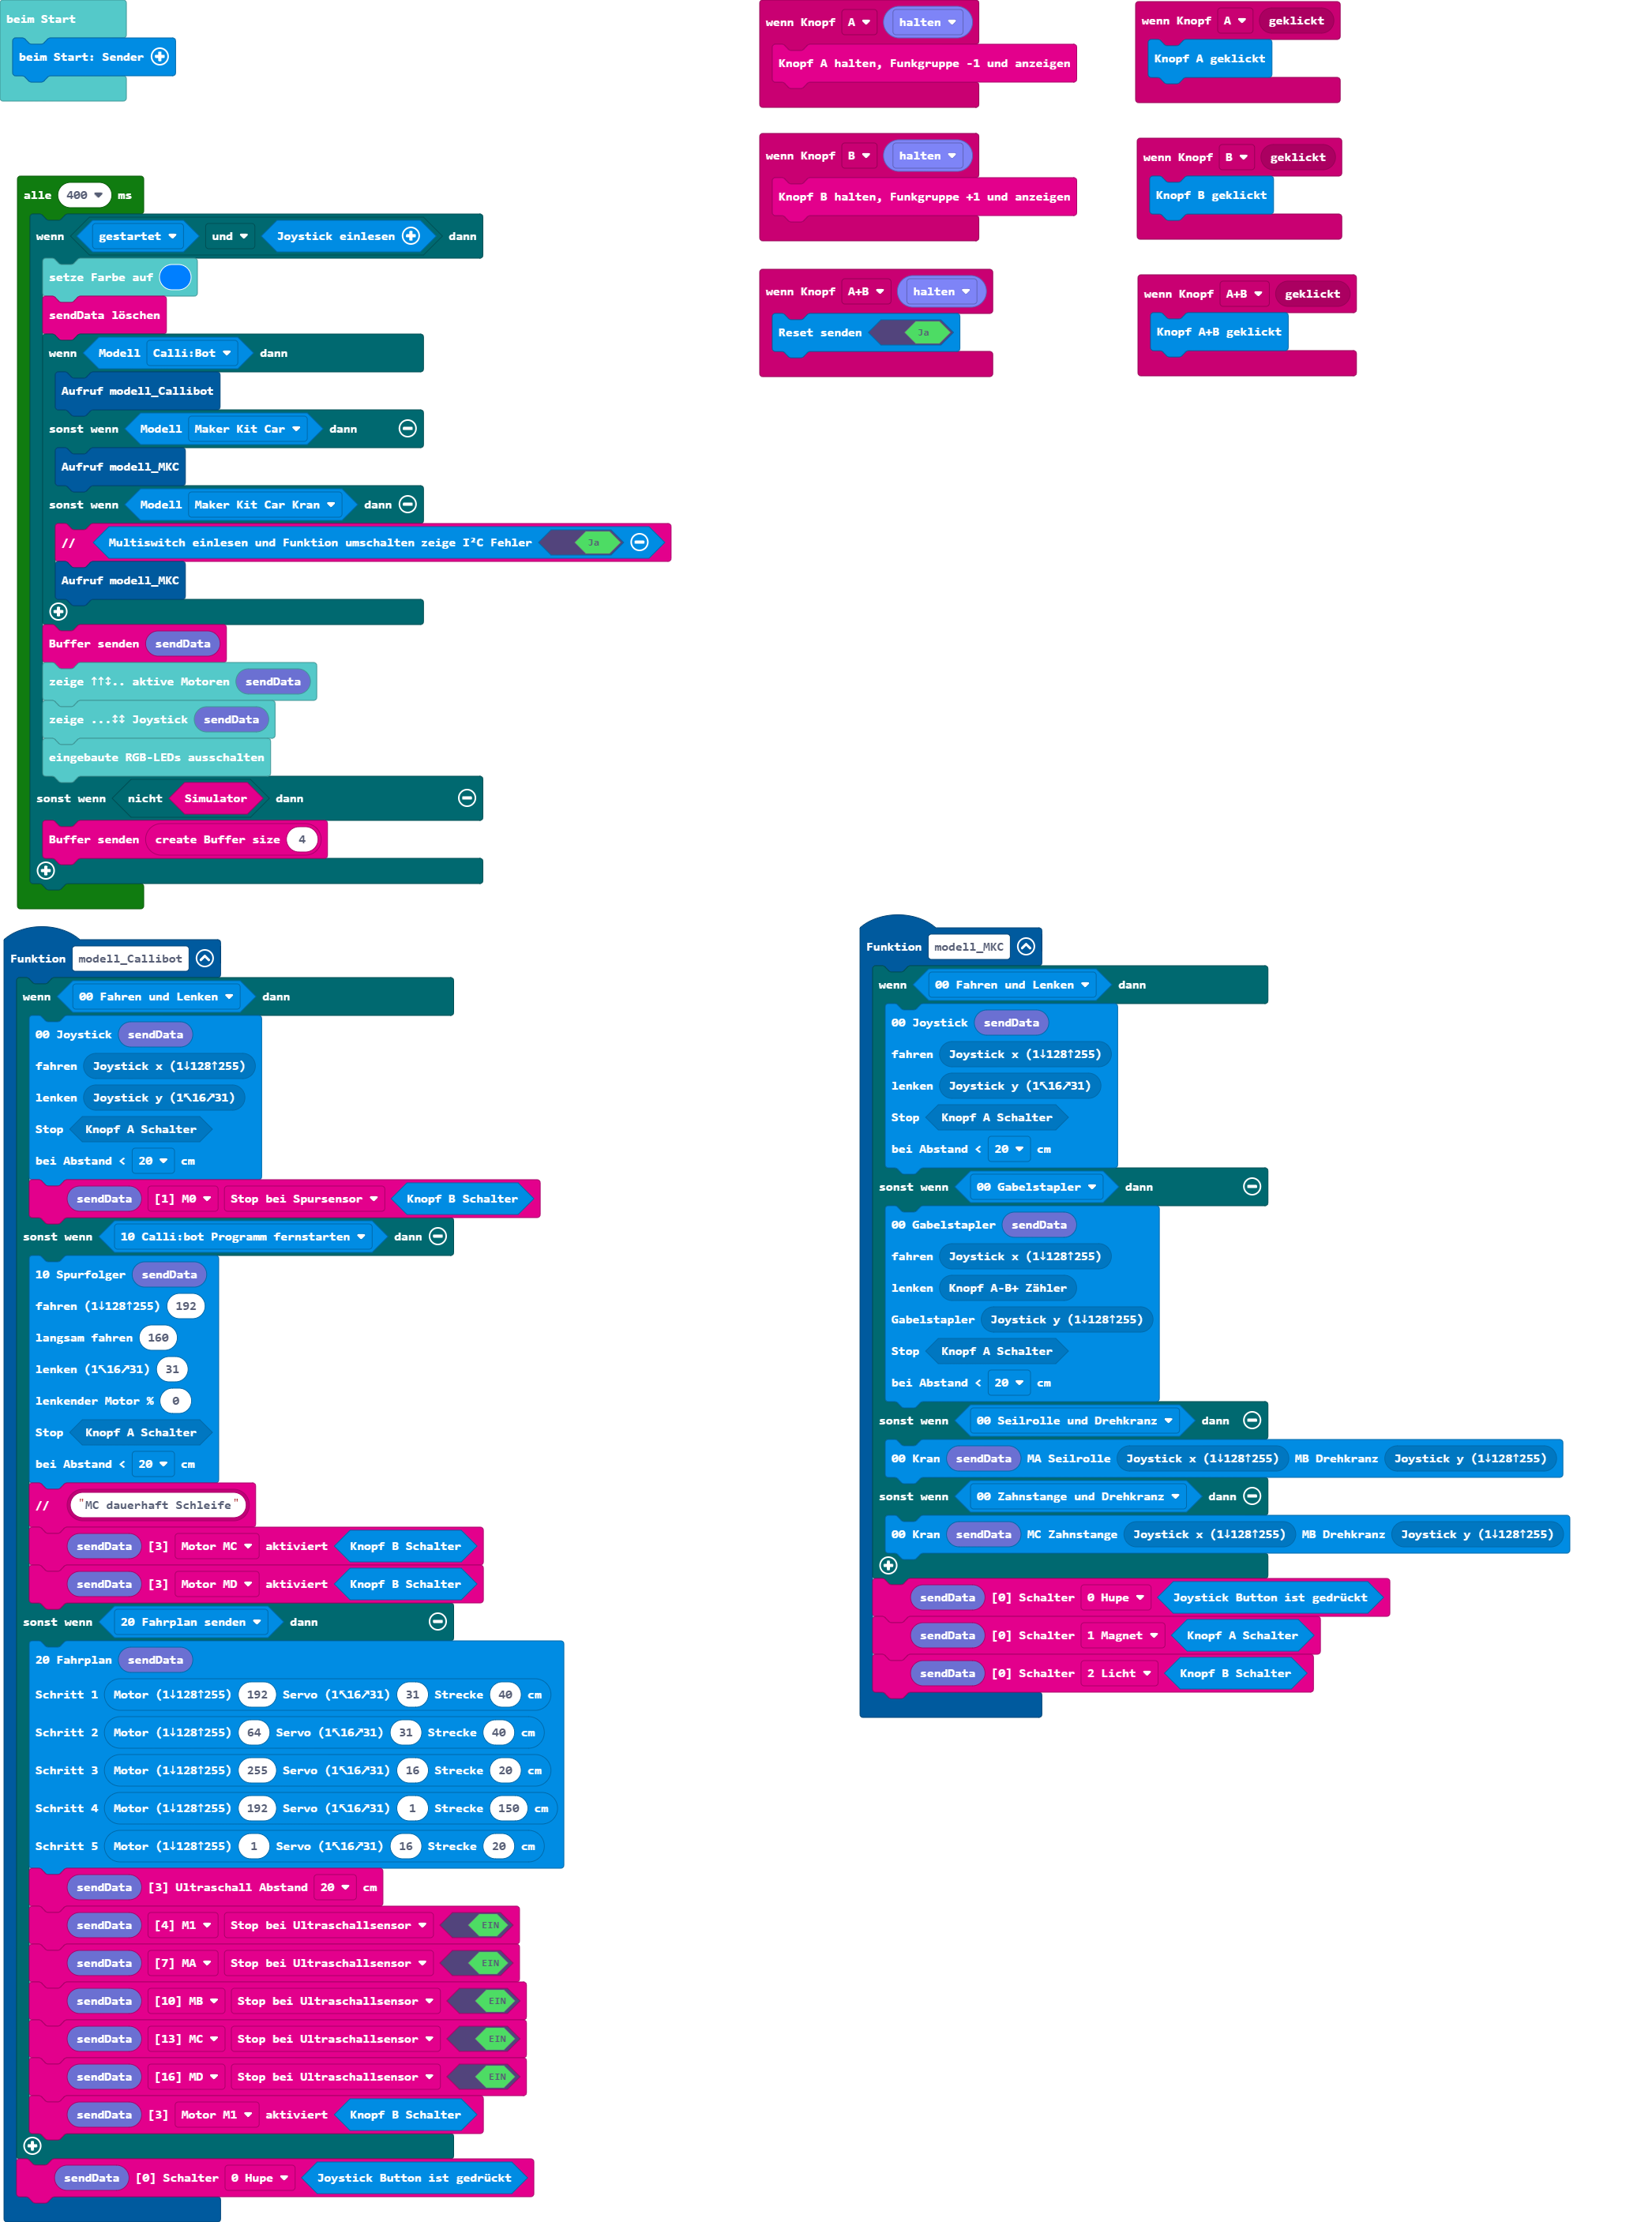 beim Start
beim Start: Sender
alle 400 ms
wenn gestartet und Joystick einlesen dann
setze Farbe auf
sendData löschen
wenn Modell Calli:Bot dann
Aufruf modell_Callibot
sonst wenn Modell Maker Kit Car dann
Aufruf modell_MKC
sonst wenn Modell Maker Kit Car Kran dann
// Multiswitch einlesen und Funktion umschalten zeige I²C Fehler Ja
Aufruf modell_MKC
Buffer senden sendData
zeige ↑↑↕.. aktive Motoren sendData
zeige ...↕↕ Joystick sendData
eingebaute RGB-LEDs ausschalten
sonst wenn nicht Simulator dann
Buffer senden create Buffer size 4
wenn Knopf A halten
Knopf A halten, Funkgruppe -1 und anzeigen
wenn Knopf B halten
Knopf B halten, Funkgruppe +1 und anzeigen
wenn Knopf A+B halten
Reset senden Ja
wenn Knopf A geklickt
Knopf A geklickt
wenn Knopf B geklickt
Knopf B geklickt
wenn Knopf A+B geklickt
Knopf A+B geklickt
Funktion modell_Callibot
wenn 00 Fahren und Lenken dann
00 Joystick sendData
fahren Joystick x (1↓128↑255)
lenken Joystick y (1↖16↗31)
Stop Knopf A Schalter
bei Abstand < 20 cm
sendData [1] M0 Stop bei Spursensor Knopf B Schalter
sonst wenn 10 Calli:bot Programm fernstarten dann
10 Spurfolger sendData
fahren (1↓128↑255) 192
langsam fahren 160
lenken (1↖16↗31) 31
lenkender Motor % 0
Stop Knopf A Schalter
bei Abstand < 20 cm
// "MC dauerhaft Schleife"
sendData [3] Motor MC aktiviert Knopf B Schalter
sendData [3] Motor MD aktiviert Knopf B Schalter
sonst wenn 20 Fahrplan senden dann
20 Fahrplan sendData
Schritt 1 Motor (1↓128↑255) 192 Servo (1↖16↗31) 31 Strecke 40 cm
Schritt 2 Motor (1↓128↑255) 64 Servo (1↖16↗31) 31 Strecke 40 cm
Schritt 3 Motor (1↓128↑255) 255 Servo (1↖16↗31) 16 Strecke 20 cm
Schritt 4 Motor (1↓128↑255) 192 Servo (1↖16↗31) 1 Strecke 150 cm
Schritt 5 Motor (1↓128↑255) 1 Servo (1↖16↗31) 16 Strecke 20 cm
sendData [3] Ultraschall Abstand 20 cm
sendData [4] M1 Stop bei Ultraschallsensor EIN
sendData [7] MA Stop bei Ultraschallsensor EIN
sendData [10] MB Stop bei Ultraschallsensor EIN
sendData [13] MC Stop bei Ultraschallsensor EIN
sendData [16] MD Stop bei Ultraschallsensor EIN
sendData [3] Motor M1 aktiviert Knopf B Schalter
sendData [0] Schalter 0 Hupe Joystick Button ist gedrückt
Funktion modell_MKC
wenn 00 Fahren und Lenken dann
00 Joystick sendData
fahren Joystick x (1↓128↑255)
lenken Joystick y (1↖16↗31)
Stop Knopf A Schalter
bei Abstand < 20 cm
sonst wenn 00 Gabelstapler dann
00 Gabelstapler sendData
fahren Joystick x (1↓128↑255)
lenken Knopf A-B+ Zähler
Gabelstapler Joystick y (1↓128↑255)
Stop Knopf A Schalter
bei Abstand < 20 cm
sonst wenn 00 Seilrolle und Drehkranz dann
00 Kran sendData MA Seilrolle Joystick x (1↓128↑255) MB Drehkranz Joystick y (1↓128↑255)
sonst wenn 00 Zahnstange und Drehkranz dann
00 Kran sendData MC Zahnstange Joystick x (1↓128↑255) MB Drehkranz Joystick y (1↓128↑255)
sendData [0] Schalter 0 Hupe Joystick Button ist gedrückt
sendData [0] Schalter 1 Magnet Knopf A Schalter
sendData [0] Schalter 2 Licht Knopf B Schalter